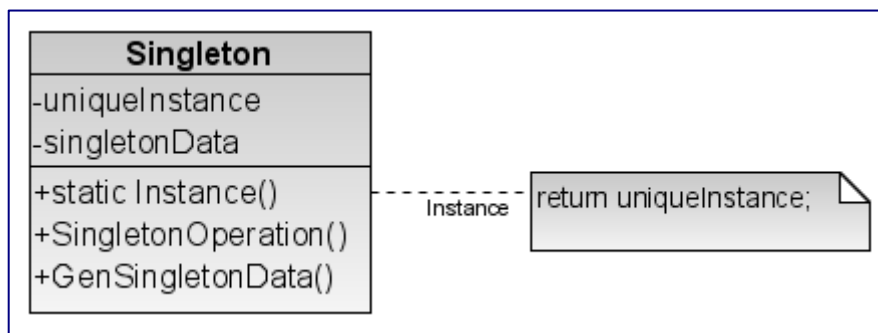 Singleton
-uniqueInstance
-singletonData
+static Instance()
+SingletonOperation()
+GenSingletonData()
Instance
return uniqueInstance;